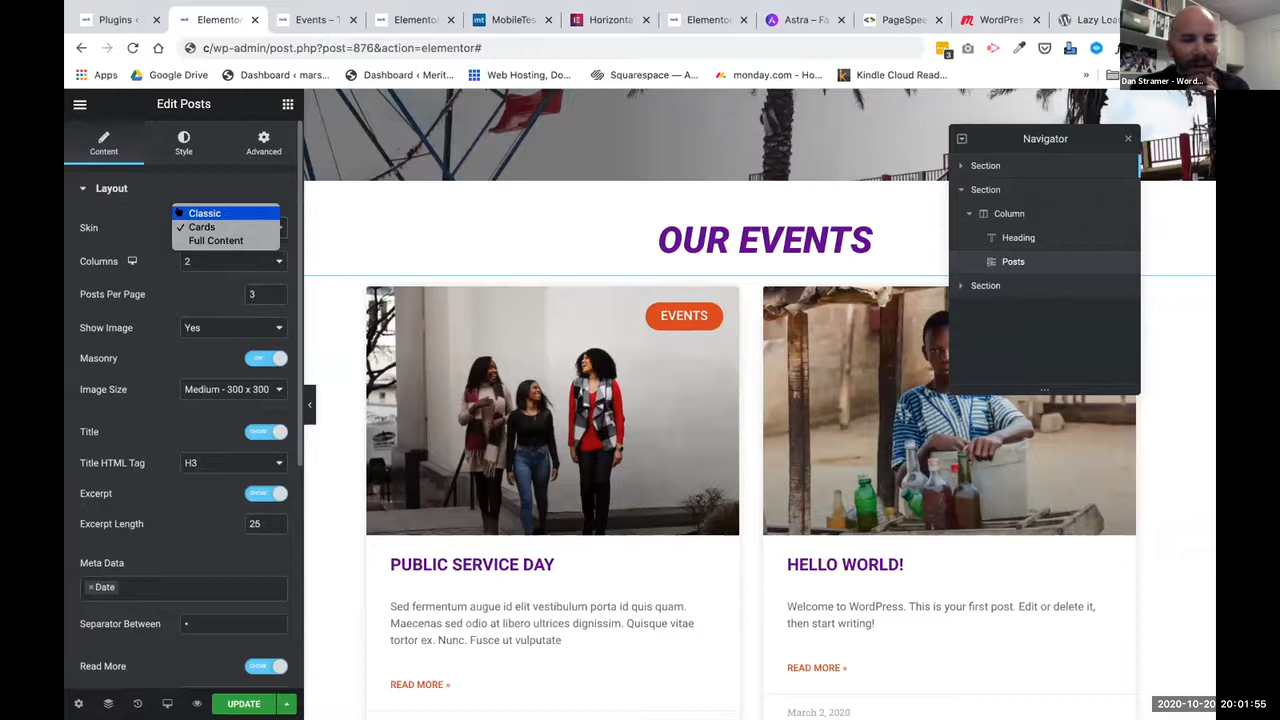 Plugins ‹
Elementor
Events – T
Elementor
MobileTes
Horizonta
Elementor
Astra – Fa
PageSpee
WordPres
Lazy Loa
c/wp-admin/post.php?post=876&action=elementor#
3
Apps
Google Drive
Dashboard ‹ mars...
Dashboard ‹ Merit...
Web Hosting, Do...
Squarespace — A...
monday.com - Ho...
Kindle Cloud Read...
»
Dan Stramer - Word...
Edit Posts
Content
Style
Advanced
Layout
Skin
Classic
✓ Cards
Full Content
Columns
2
Posts Per Page
3
Show Image
Yes
Masonry
ON
Image Size
Medium - 300 x 300
Title
SHOW
Title HTML Tag
H3
Excerpt
SHOW
Excerpt Length
25
Meta Data
× Date
Separator Between
•
Read More
SHOW
UPDATE
OUR EVENTS
EVENTS
PUBLIC SERVICE DAY
Sed fermentum augue id elit vestibulum porta id quis quam.
Maecenas sed odio at libero ultrices dignissim. Quisque vitae
tortor ex. Nunc. Fusce ut vulputate
READ MORE »
HELLO WORLD!
Welcome to WordPress. This is your first post. Edit or delete it,
then start writing!
READ MORE »
March 2, 2020
Navigator
Section
Section
Column
Heading
Posts
Section
2020-10-20 20:01:55